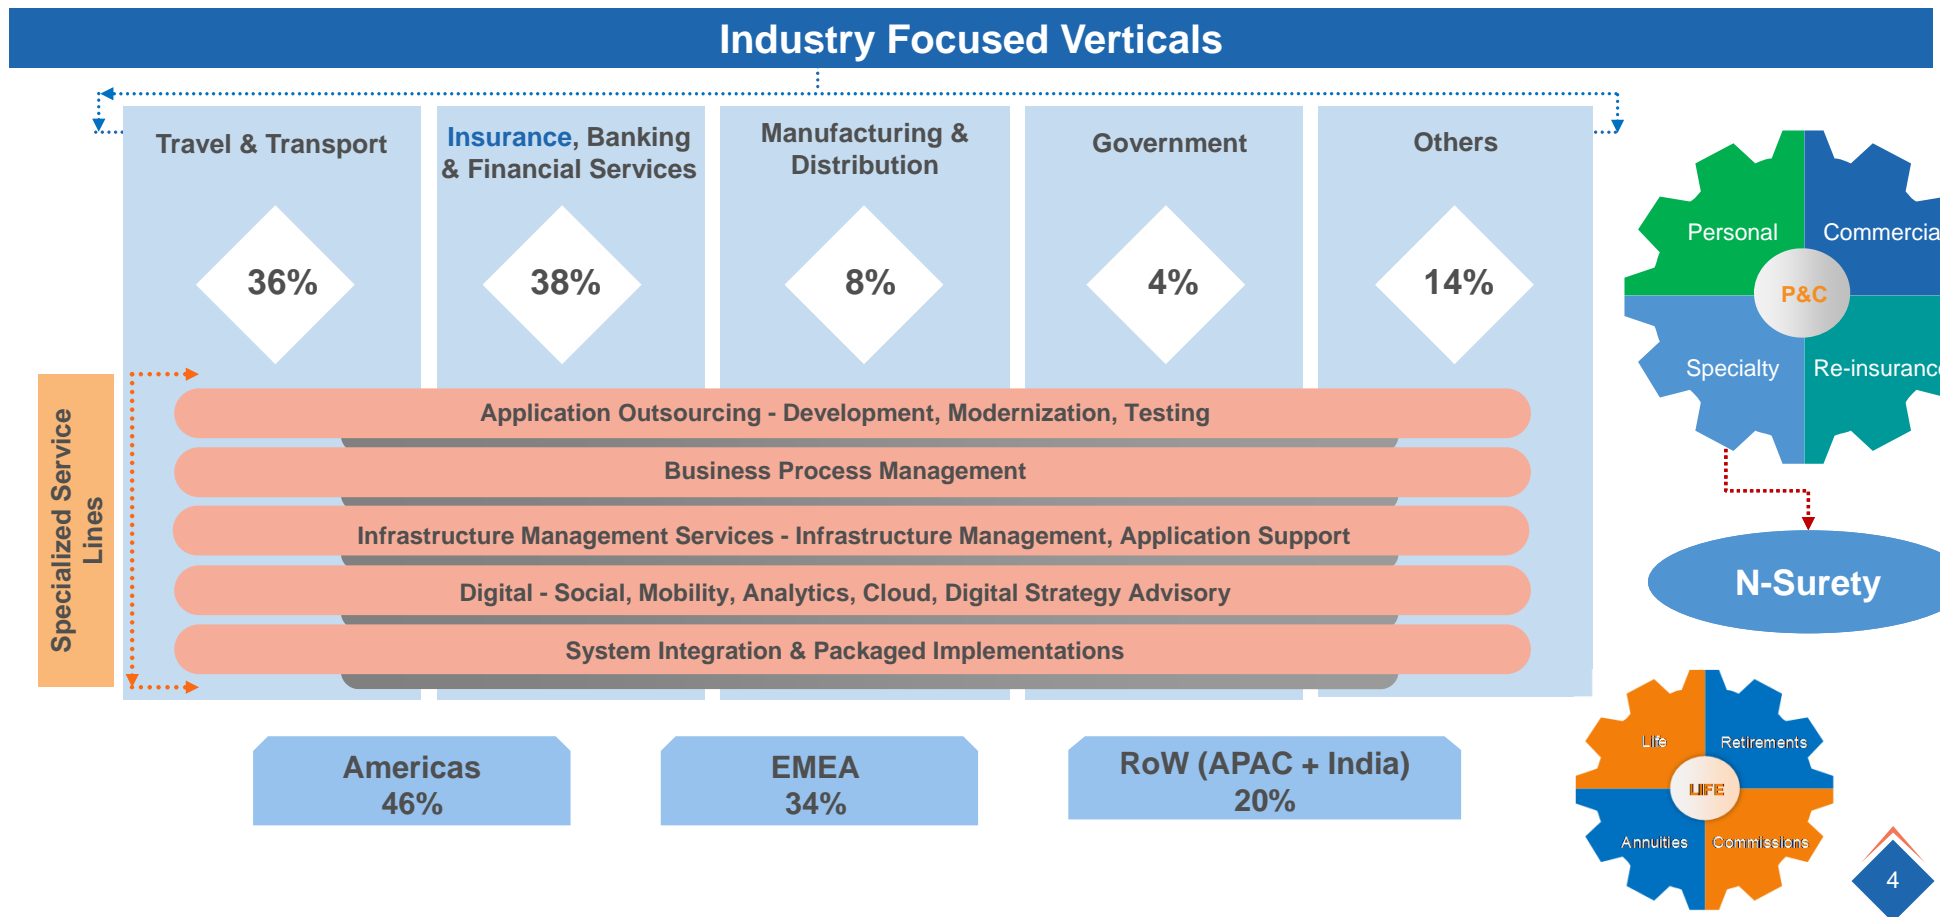 Industry Focused Verticals
Travel & Transport
Insurance, Banking
& Financial Services
Manufacturing &
Distribution
Government
Others
36%
38%
8%
4%
14%
Specialized Service
Lines
Application Outsourcing - Development, Modernization, Testing
Business Process Management
Infrastructure Management Services - Infrastructure Management, Application Support
Digital - Social, Mobility, Analytics, Cloud, Digital Strategy Advisory
System Integration & Packaged Implementations
Americas
46%
EMEA
34%
RoW (APAC + India)
20%
Personal
Commercia
P&C
Specialty
Re-insurance
N-Surety
Life
Retirements
LIFE
Annuities
Commissions
4